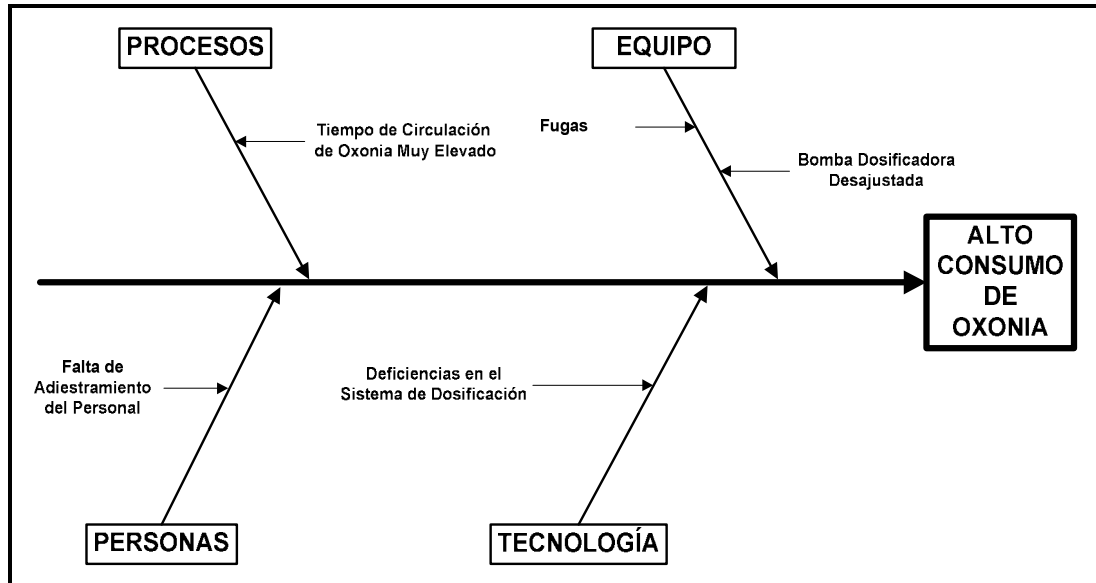 PROCESOS
EQUIPO
Tiempo de Circulación
de Oxonia Muy Elevado
Fugas
Bomba Dosificadora
Desajustada
ALTO
CONSUMO
DE
OXONIA
Falta de
Adiestramiento
del Personal
Deficiencias en el
Sistema de Dosificación
PERSONAS
TECNOLOGÍA